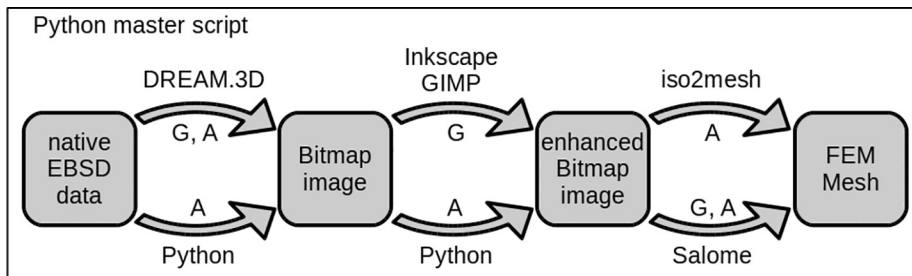 Python master script
DREAM.3D
Inkscape
GIMP
iso2mesh
G, A
G
A
native
EBSD
data
Bitmap
image
enhanced
Bitmap
image
FEM
Mesh
A
A
G, A
Python
Python
Salome